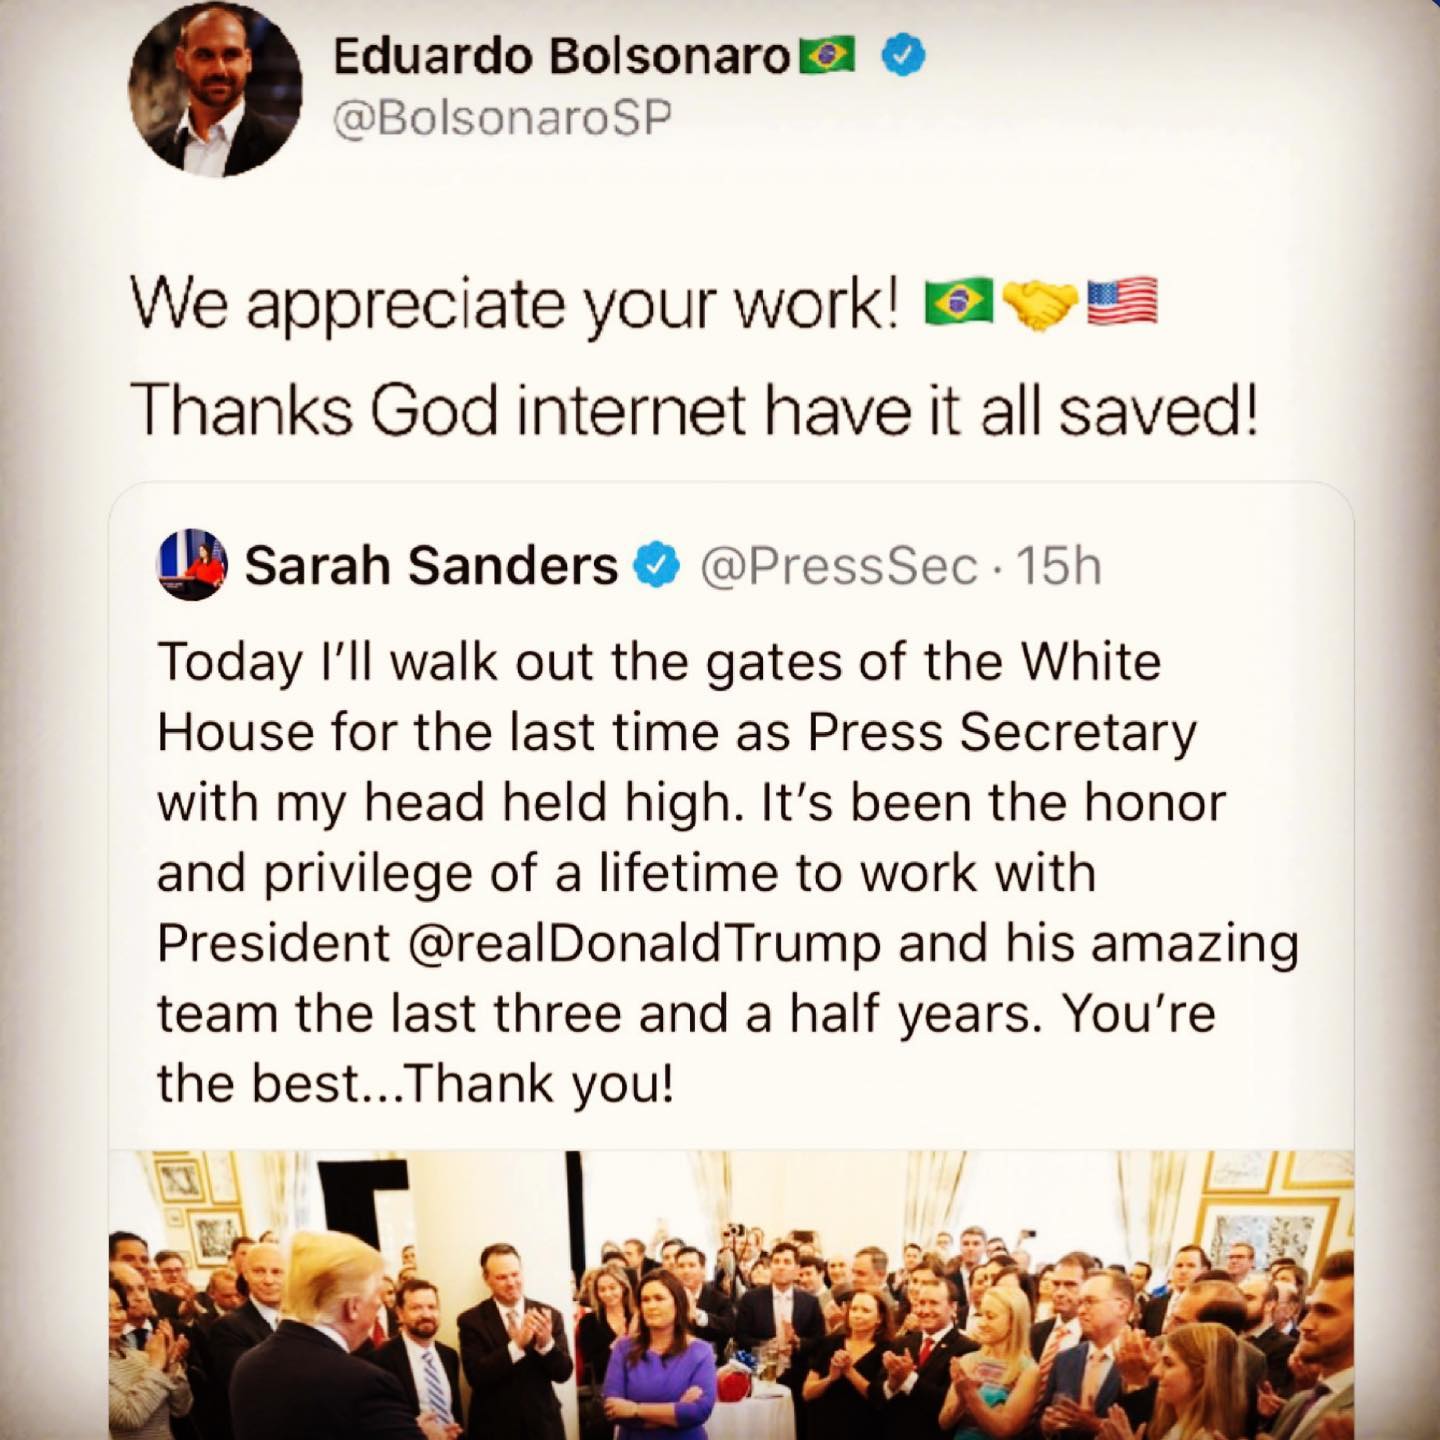 Eduardo Bolsonaro🇧🇷
@BolsonaroSP
We appreciate your work! 🇧🇷🤝🇺🇸
Thanks God internet have it all saved!
Sarah Sanders @PressSec · 15h
Today I’ll walk out the gates of the White
House for the last time as Press Secretary
with my head held high. It’s been the honor
and privilege of a lifetime to work with
President @realDonaldTrump and his amazing
team the last three and a half years. You’re
the best...Thank you!